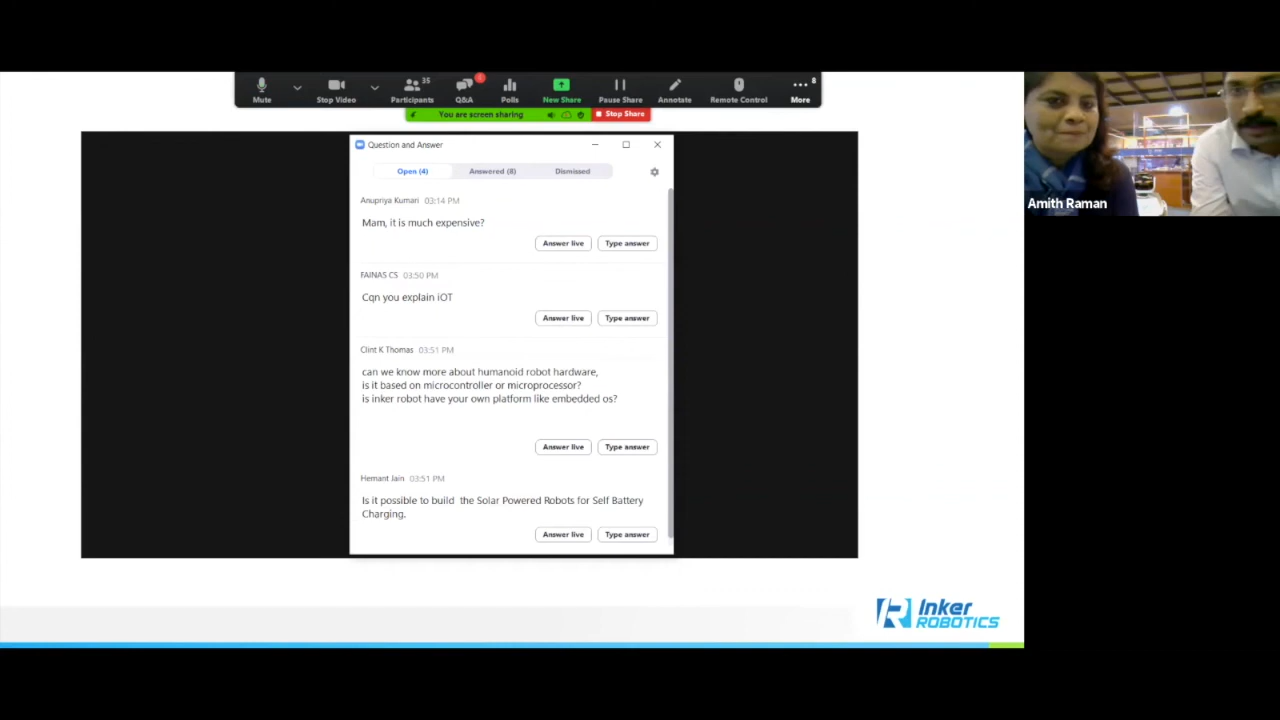 35
8
Mute
Stop Video
Participants
Q&A
Polls
New Share
Pause Share
Annotate
Remote Control
More
You are screen sharing
Stop Share
Amith Raman
Question and Answer
Open (4)
Answered (8)
Dismissed
Anupriya Kumari 03:14 PM
Mam, it is much expensive?
Answer live
Type answer
FAINAS CS 03:50 PM
Cqn you explain iOT
Answer live
Type answer
Clint K Thomas 03:51 PM
can we know more about humanoid robot hardware,
is it based on microcontroller or microprocessor?
is inker robot have your own platform like embedded os?
Answer live
Type answer
Hemant Jain 03:51 PM
Is it possible to build the Solar Powered Robots for Self Battery
Charging.
Answer live
Type answer
Inker
ROBOTICS